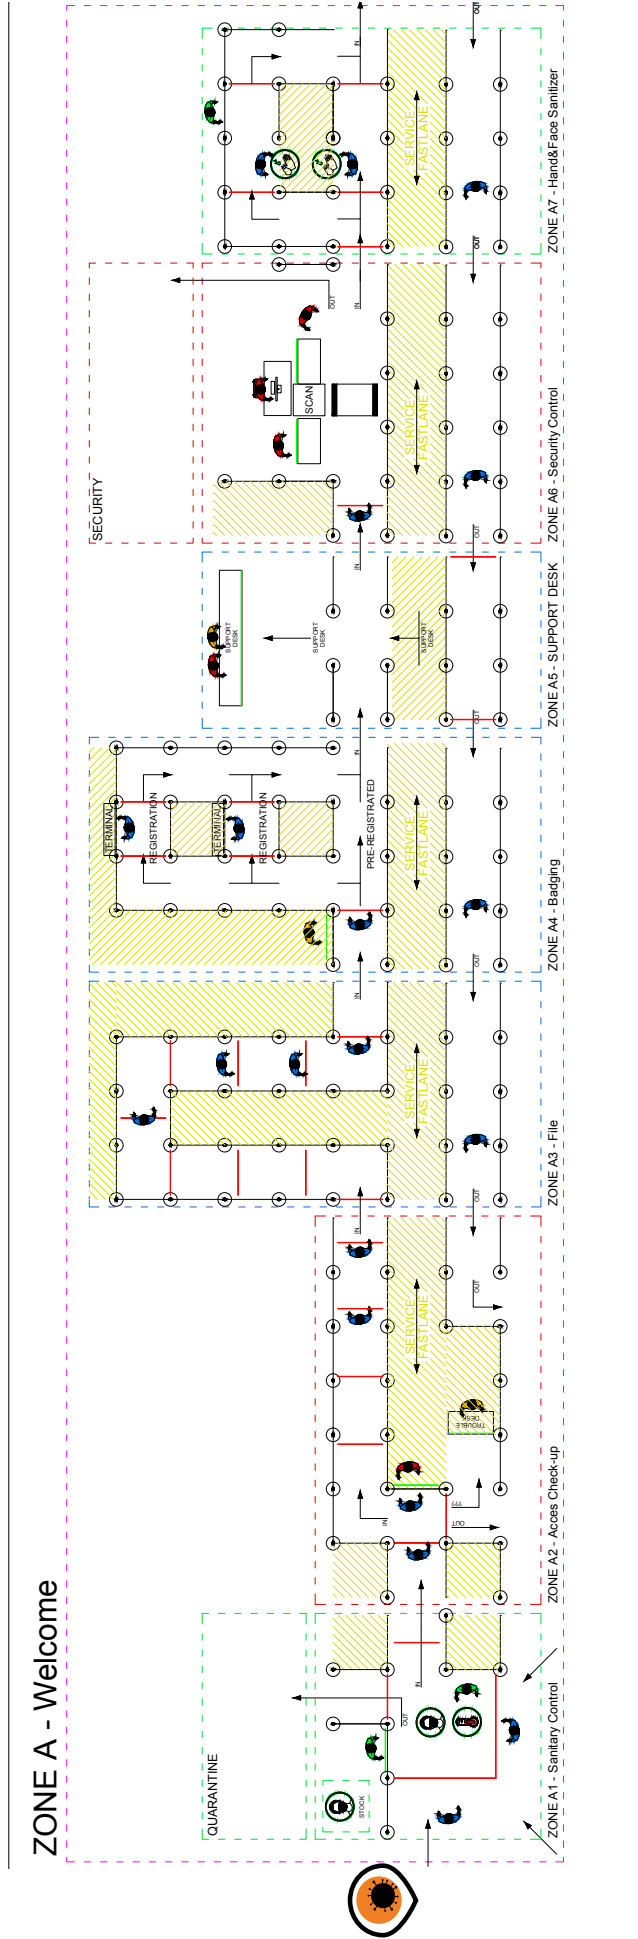 ZONE A - Welcome
QUARANTINE
STOCK
OUT
IN
ZONE A1 - Sanitary Control
IN
OUT
???
TROUBLE
DESK
SERVICE
FASTLANE
OUT
IN
ZONE A2 - Acces Check-up
OUT
SERVICE
FASTLANE
IN
ZONE A3 - File
OUT
TERMINAL
REGISTRATION
TERMINAL
REGISTRATION
PRE-REGISTRATED
SERVICE
FASTLANE
IN
ZONE A4 - Badging
OUT
SUPPORT
DESK
SUPPORT
DESK
SUPPORT
DESK
IN
ZONE A5 - SUPPORT DESK
OUT
SECURITY
SCAN
SERVICE
FASTLANE
OUT
IN
ZONE A6 - Security Control
OUT
SERVICE
FASTLANE
IN
ZONE A7 - Hand&Face Sanitizer
OUT